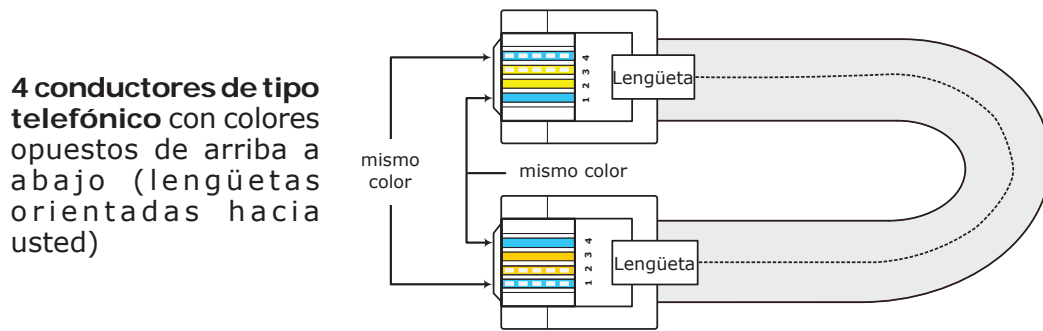 4 conductores de tipo
telefónico con colores
opuestos de arriba a
abajo (lengüetas
orientadas hacia
usted)
1 2 3 4
Lengüeta
mismo
color
mismo color
1 2 3 4
Lengüeta